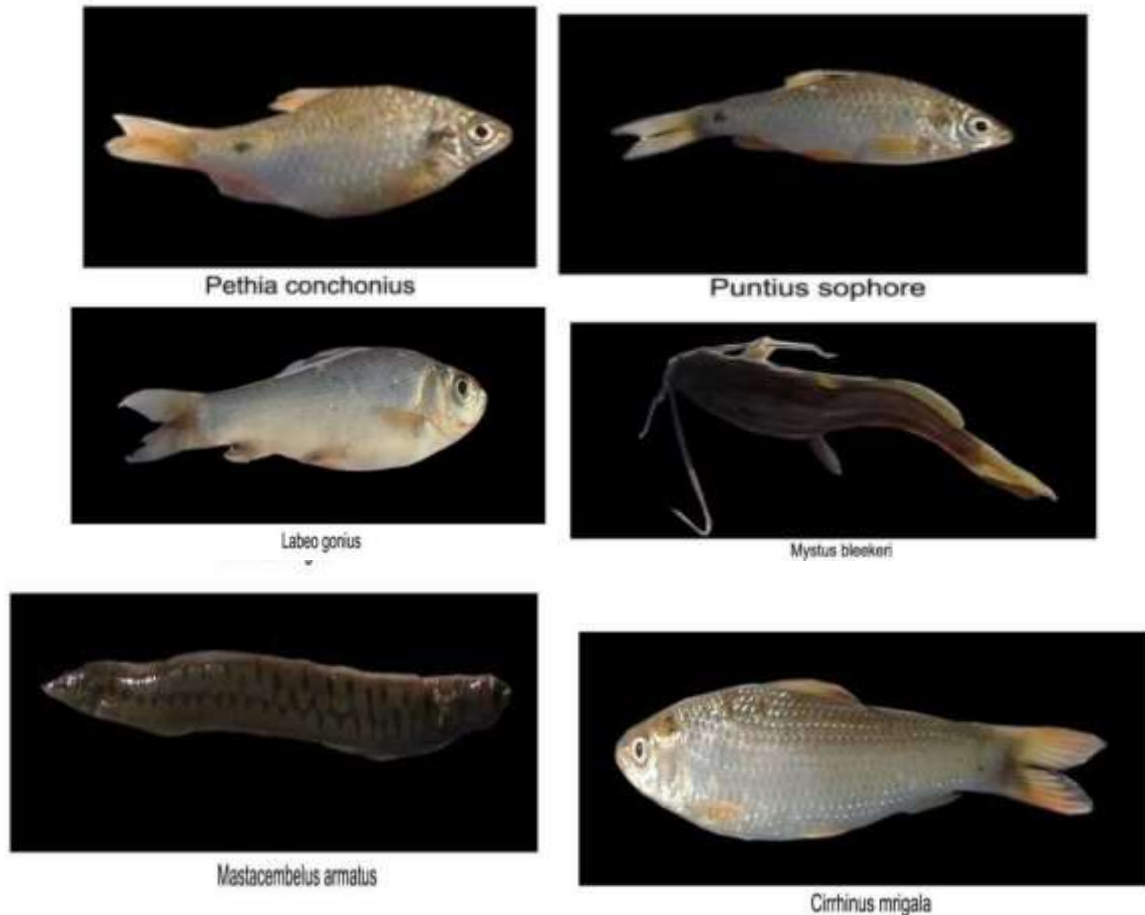 Pethia conchonius
Puntius sophore
Labeo gonius
Mystus bleekeri
Mastacembelus armatus
Cirrhinus mrigala